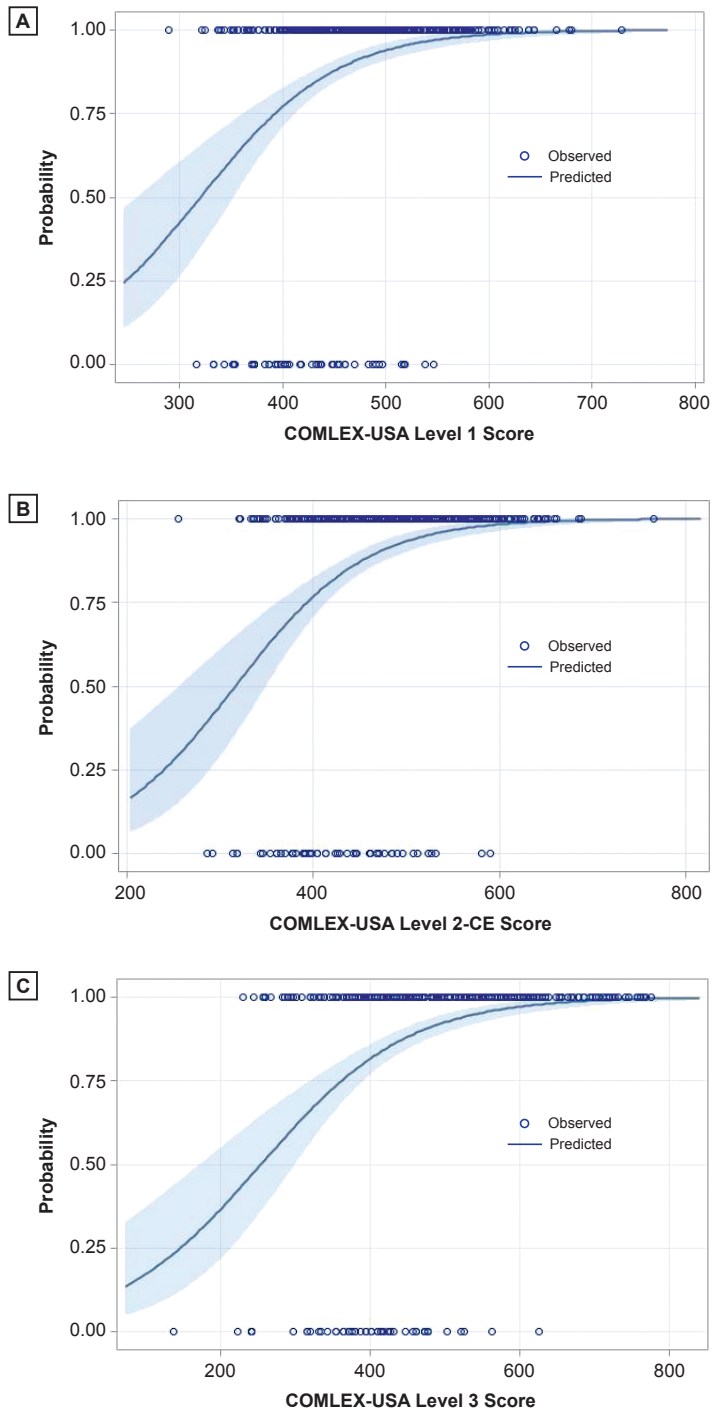 A
1.00
0.75
0.50
0.25
0.00
Probability
Observed
Predicted
300 400 500 600 700 800
COMLEX-USA Level 1 Score
B
1.00
0.75
0.50
0.25
0.00
Probability
Observed
Predicted
200 400 600 800
COMLEX-USA Level 2-CE Score
C
1.00
0.75
0.50
0.25
0.00
Probability
Observed
Predicted
200 400 600 800
COMLEX-USA Level 3 Score